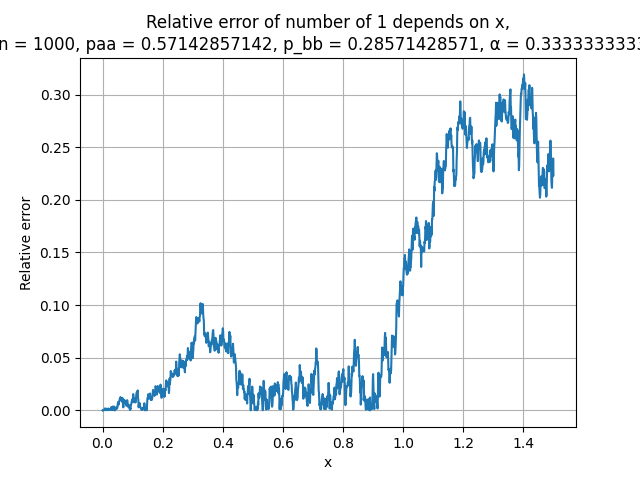 Relative error of number of 1 depends on x,
n = 1000, paa = 0.57142857142, p_bb = 0.28571428571, α = 0.3333333333
0.30
0.25
0.20
0.15
0.10
0.05
0.00
Relative error
0.0 0.2 0.4 0.6 0.8 1.0 1.2 1.4
x